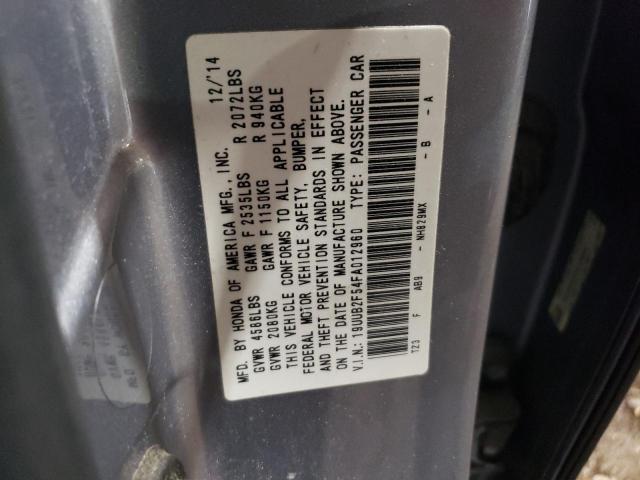 MFD. BY HONDA OF AMERICA MFG., INC. 12/'14
GVWR 4586LBS GAWR F 2535LBS R 2072LBS
GVWR 2080KG GAWR F 1150KG R 940KG
THIS VEHICLE CONFORMS TO ALL APPLICABLE
FEDERAL MOTOR VEHICLE SAFETY, BUMPER,
AND THEFT PREVENTION STANDARDS IN EFFECT
ON THE DATE OF MANUFACTURE SHOWN ABOVE.
V.I.N.: 19UUB2F54FA012960 TYPE: PASSENGER CAR
TZ3 F AB9 - NH829MX - B - A